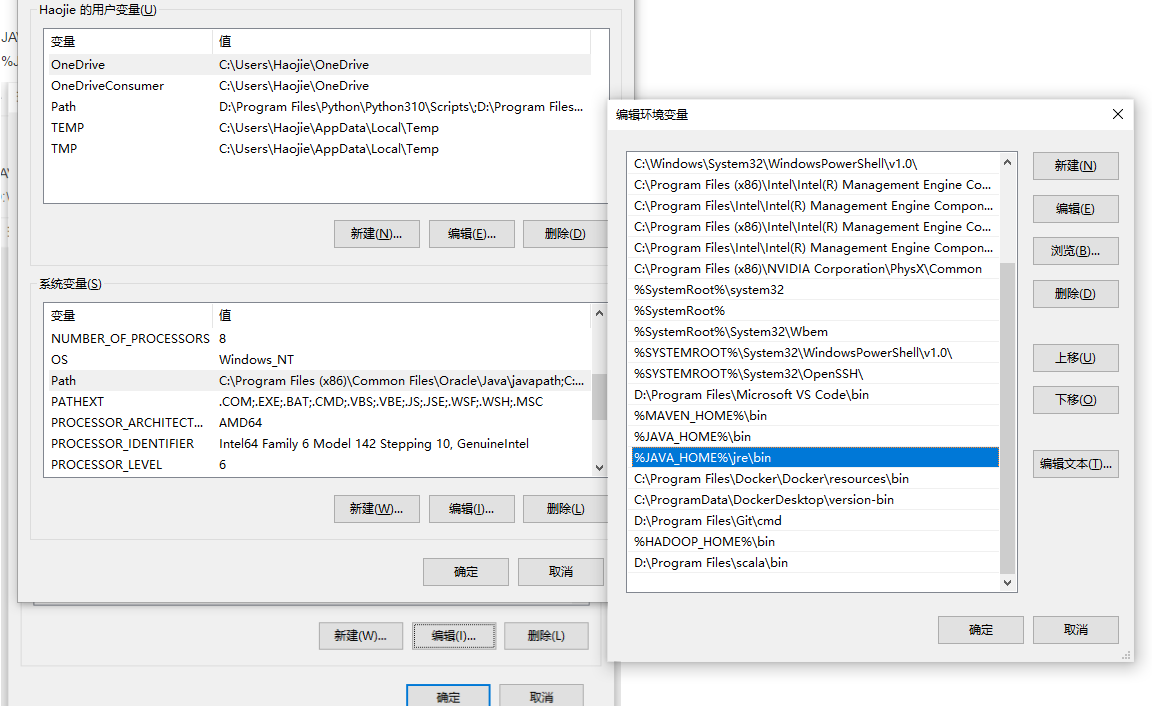 Haojie 的用户变量(U)
变量 值
OneDrive C:\Users\Haojie\OneDrive
OneDriveConsumer C:\Users\Haojie\OneDrive
Path D:\Program Files\Python\Python310\Scripts\;D:\Program Files...
TEMP C:\Users\Haojie\AppData\Local\Temp
TMP C:\Users\Haojie\AppData\Local\Temp
新建(N)... 编辑(E)... 删除(D)
系统变量(S)
变量 值
NUMBER_OF_PROCESSORS 8
OS Windows_NT
Path C:\Program Files (x86)\Common Files\Oracle\Java\javapath;C:...
PATHEXT .COM;.EXE;.BAT;.CMD;.VBS;.VBE;.JS;.JSE;.WSF;.WSH;.MSC
PROCESSOR_ARCHITECT... AMD64
PROCESSOR_IDENTIFIER Intel64 Family 6 Model 142 Stepping 10, GenuineIntel
PROCESSOR_LEVEL 6
新建(W)... 编辑(I)... 删除(L)
确定 取消
新建(W)... 编辑(I)... 删除(L)
确定 取消
编辑环境变量
C:\Windows\System32\WindowsPowerShell\v1.0\
C:\Program Files (x86)\Intel\Intel(R) Management Engine Co...
C:\Program Files\Intel\Intel(R) Management Engine Compon...
C:\Program Files (x86)\Intel\Intel(R) Management Engine Co...
C:\Program Files\Intel\Intel(R) Management Engine Compon...
C:\Program Files (x86)\NVIDIA Corporation\PhysX\Common
%SystemRoot%\system32
%SystemRoot%
%SystemRoot%\System32\Wbem
%SYSTEMROOT%\System32\WindowsPowerShell\v1.0\
%SYSTEMROOT%\System32\OpenSSH\
D:\Program Files\Microsoft VS Code\bin
%MAVEN_HOME%\bin
%JAVA_HOME%\bin
%JAVA_HOME%\jre\bin
C:\Program Files\Docker\Docker\resources\bin
C:\ProgramData\DockerDesktop\version-bin
D:\Program Files\Git\cmd
%HADOOP_HOME%\bin
D:\Program Files\scala\bin
新建(N)
编辑(E)
浏览(B)...
删除(D)
上移(U)
下移(O)
编辑文本(T)...
确定 取消